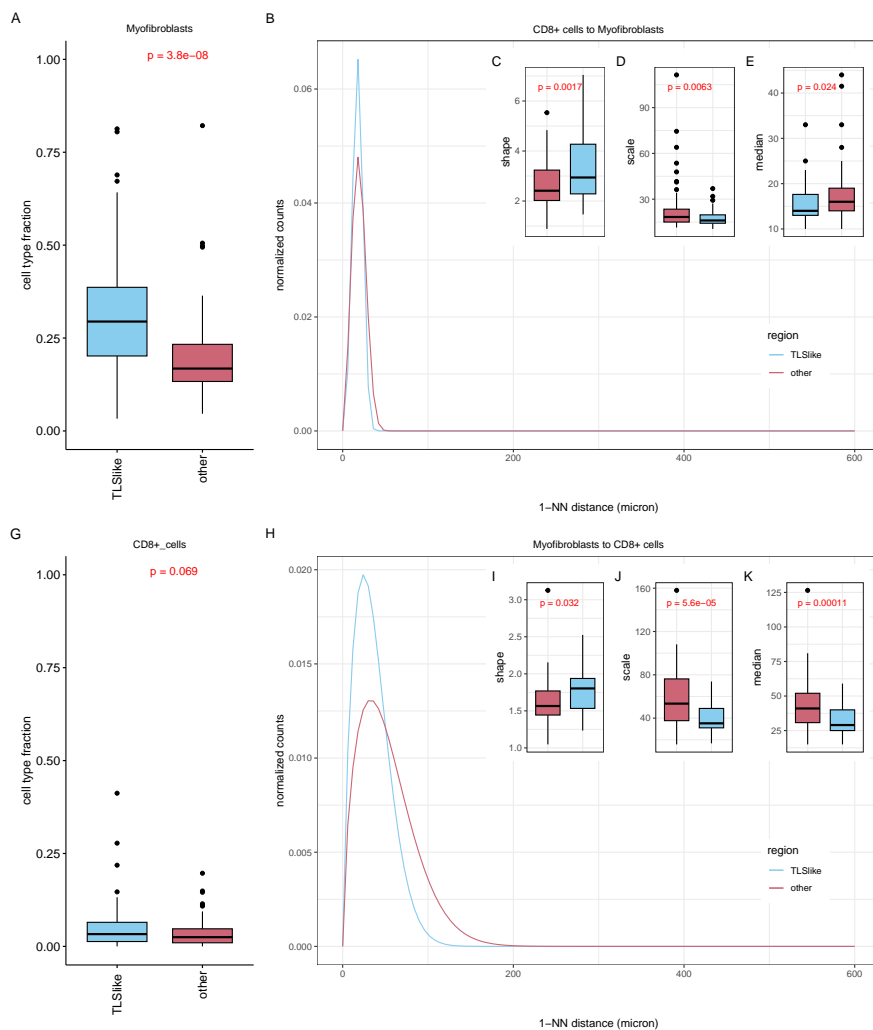 A
Myofibroblasts
p = 3.8e−08
1.00
0.75
0.50
0.25
0.00
cell type fraction
TLSlike
other
B
CD8+ cells to Myofibroblasts
0.06
0.04
0.02
0.00
normalized counts
0
200
400
600
1−NN distance (micron)
region
TLSlike
other
C
p = 0.0017
6
4
2
shape
D
p = 0.0063
90
60
30
scale
E
p = 0.024
40
30
20
10
median
G
CD8+_cells
p = 0.069
1.00
0.75
0.50
0.25
0.00
cell type fraction
TLSlike
other
H
Myofibroblasts to CD8+ cells
0.020
0.015
0.010
0.005
0.000
normalized counts
0
200
400
600
1−NN distance (micron)
region
TLSlike
other
I
p = 0.032
3.0
2.5
2.0
1.5
1.0
shape
J
p = 5.6e−05
160
120
80
40
scale
K
p = 0.00011
125
100
75
50
25
median